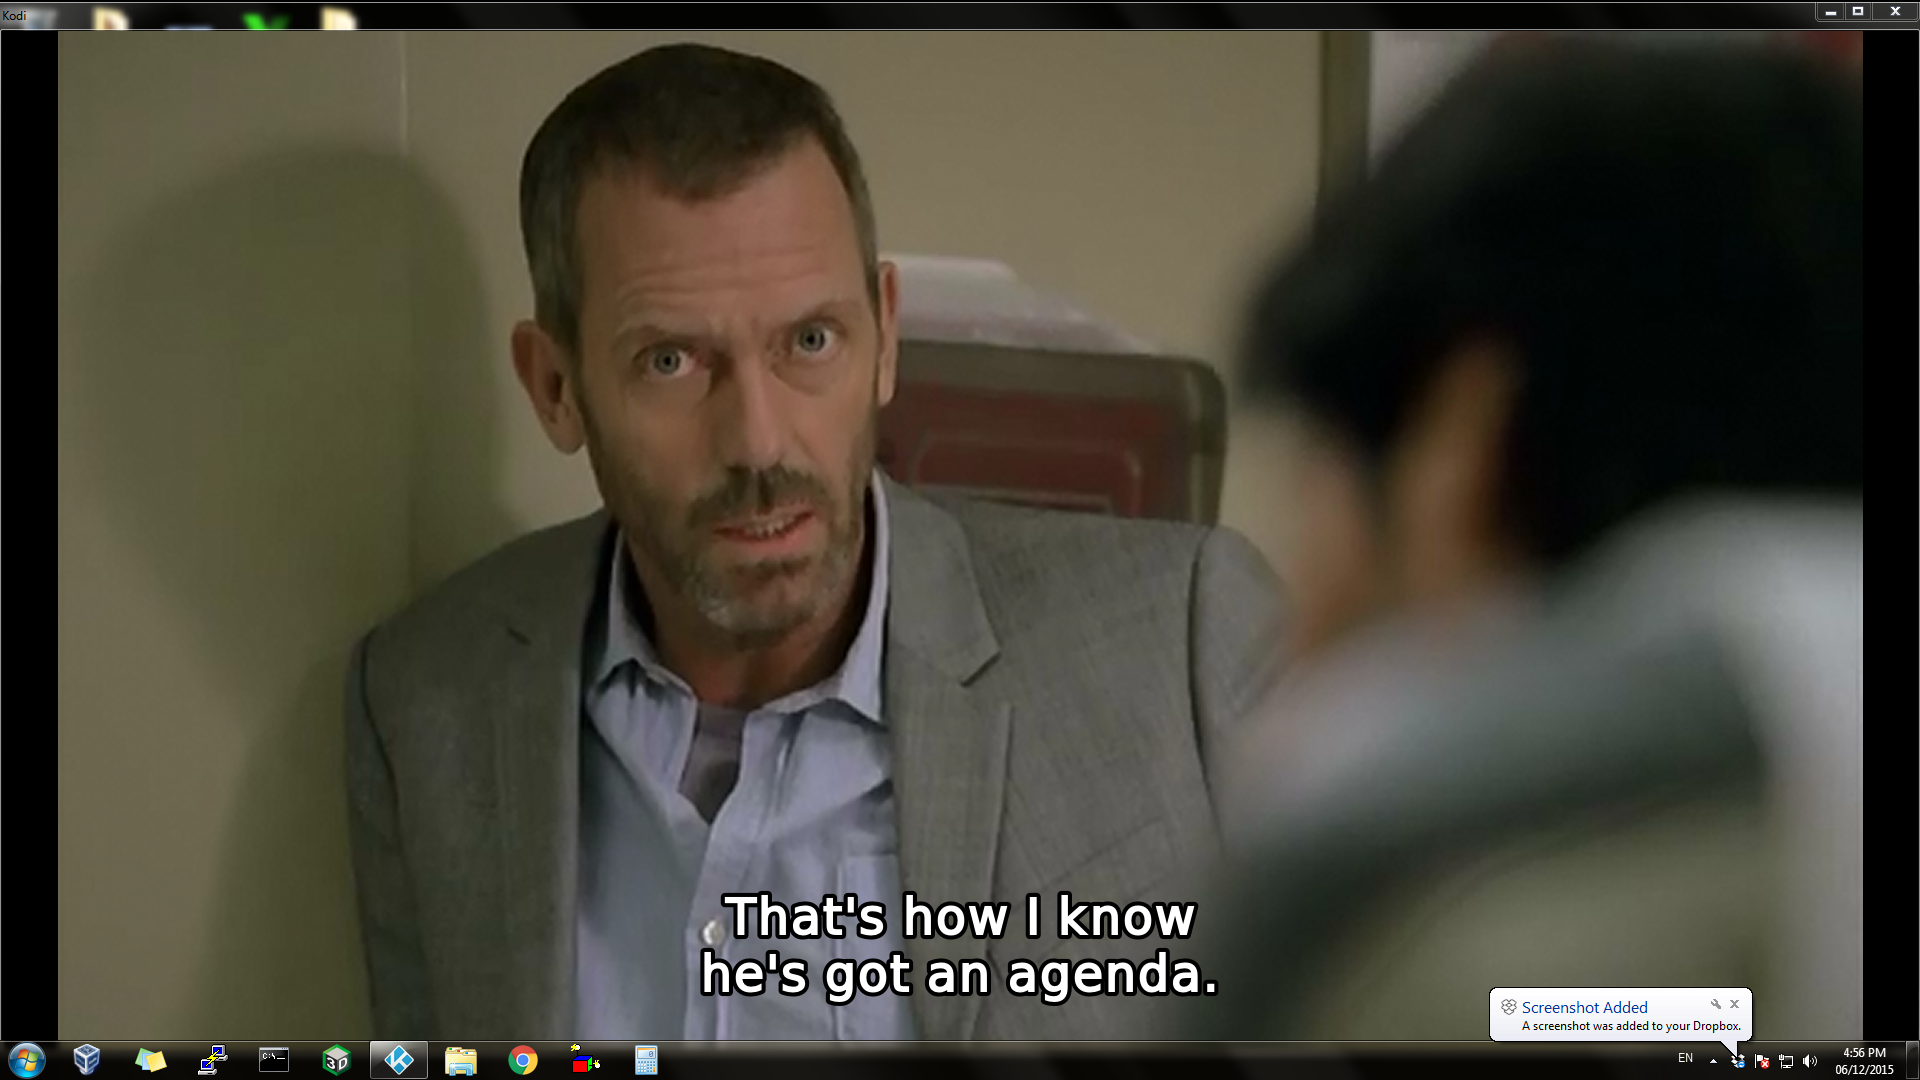 Kodi
That's how I know
he's got an agenda.
Screenshot Added
A screenshot was added to your Dropbox.
C:\._
3D
EN
4:56 PM
06/12/2015